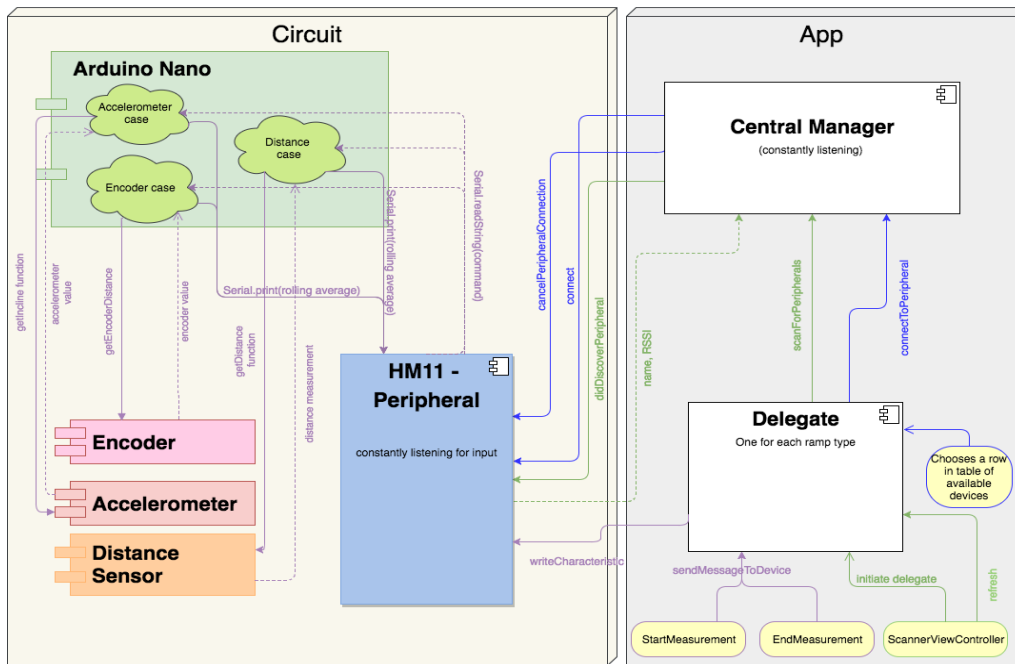 Circuit
App
Arduino Nano
Accelerometer
case
Distance
case
Encoder case
Central Manager
(constantly listening)
getIncline function
accelerometer
value
getEncoderDistance
encoder value
Serial.print(rolling average)
getDistance
function
distance measurement
Serial.print(rolling average)
Serial.readString(command)
cancelPeripheralConnection
connect
didDiscoverPeripheral
name, RSSI
scanForPeripherals
connectToPeripheral
HM11 -
Peripheral
constantly listening for input
Encoder
Accelerometer
Distance
Sensor
Delegate
One for each ramp type
Chooses a row
in table of
available
devices
writeCharacteristic
sendMessageToDevice
initiate delegate
refresh
StartMeasurement
EndMeasurement
ScannerViewController